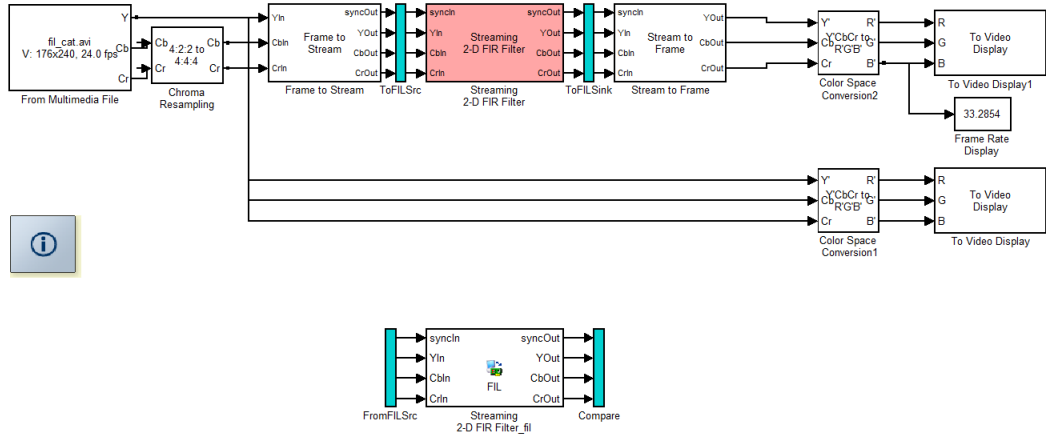 fil_cat.avi
V: 176x240, 24.0 fps
Y
Cb
Cr
From Multimedia File
Cb
Cr
4:2:2 to
4:4:4
Cb
Cr
Chroma
Resampling
YIn
CbIn
CrIn
Frame to
Stream
syncOut
YOut
CbOut
CrOut
Frame to Stream
ToFILSrc
syncIn
YIn
CbIn
CrIn
Streaming
2-D FIR Filter
syncOut
YOut
CbOut
CrOut
Streaming
2-D FIR Filter
ToFILSink
syncIn
YIn
CbIn
CrIn
Stream to
Frame
YOut
CbOut
CrOut
Stream to Frame
Y'
Cb
Cr
Y'CbCr to
R'G'B'
R'
G'
B'
Color Space
Conversion2
R
G
B
To Video
Display
To Video Display1
33.2854
Frame Rate
Display
Y'
Cb
Cr
Y'CbCr to
R'G'B'
R'
G'
B'
Color Space
Conversion1
R
G
B
To Video
Display
To Video Display
FromFILSrc
syncIn
YIn
CbIn
CrIn
FIL
syncOut
YOut
CbOut
CrOut
Streaming
2-D FIR Filter_fil
Compare